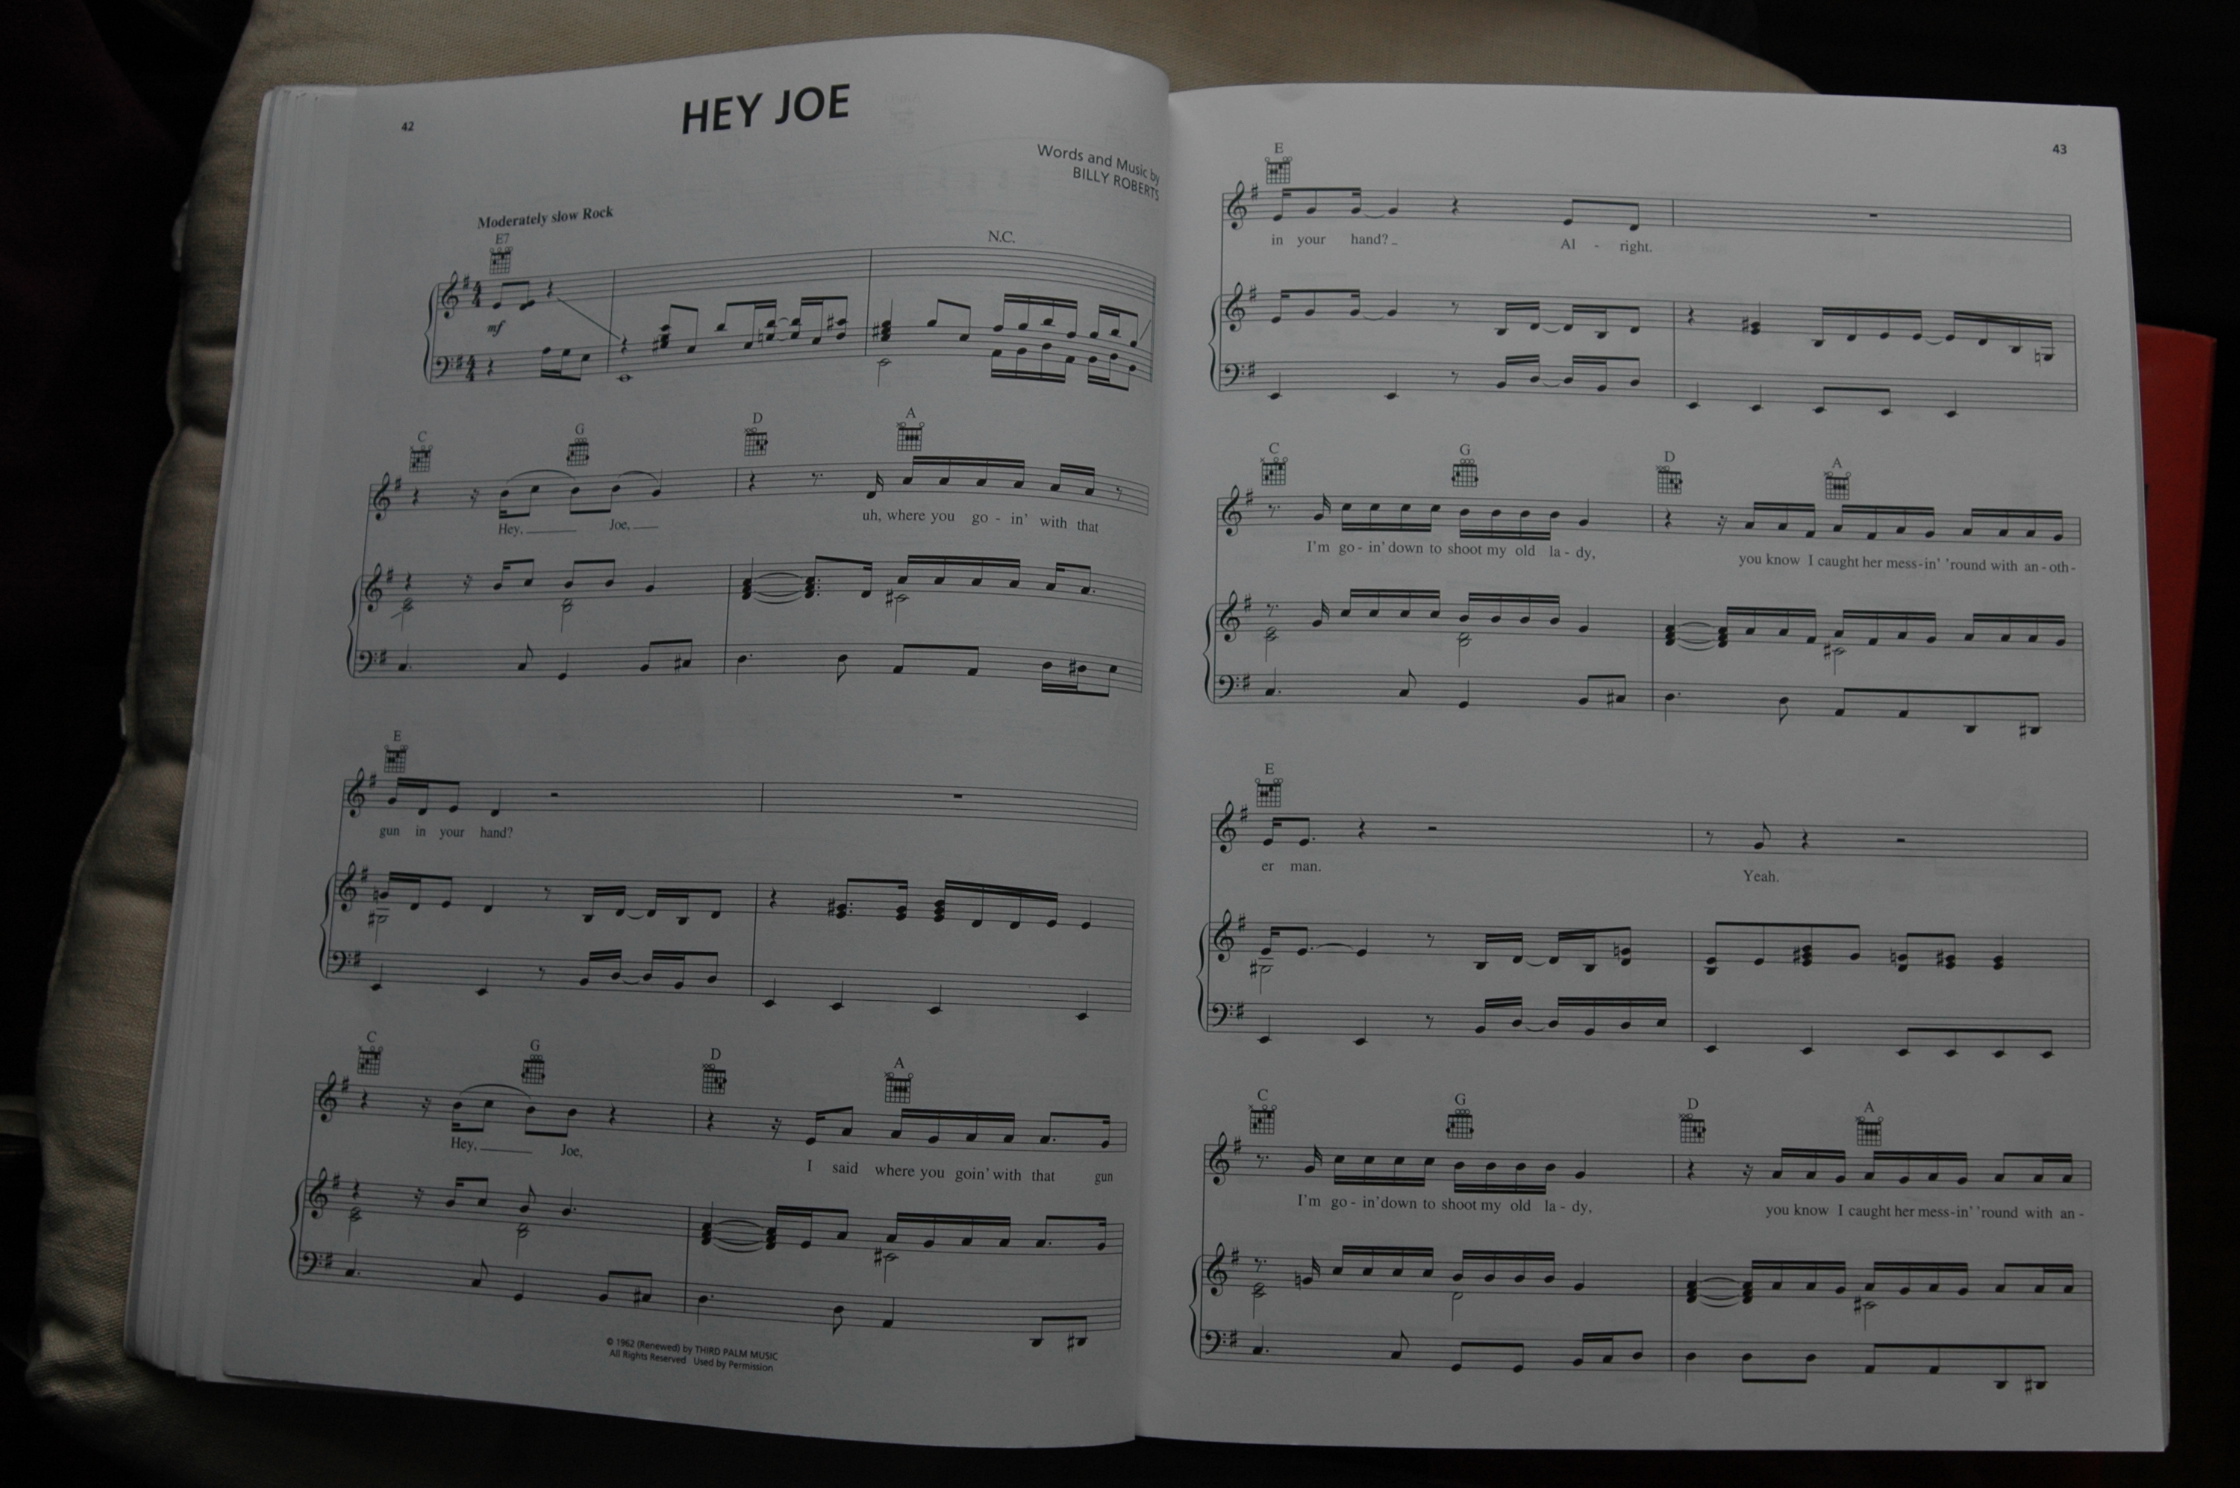 42
HEY JOE
Words and Music by
BILLY ROBERTS
Moderately slow Rock
E7
N.C.
mf
C G D A
Hey, Joe, uh, where you go - in' with that
E
gun in your hand?
C G D A
Hey, Joe, I said where you goin' with that gun
© 1962 (Renewed) by THIRD PALM MUSIC
All Rights Reserved Used by Permission
43
E
in your hand? Al - right.
C G D A
I'm go - in' down to shoot my old la - dy, you know I caught her mess - in' 'round with an - oth -
E
er man. Yeah.
C G D A
I'm go - in' down to shoot my old la - dy, you know I caught her mess - in' 'round with an -